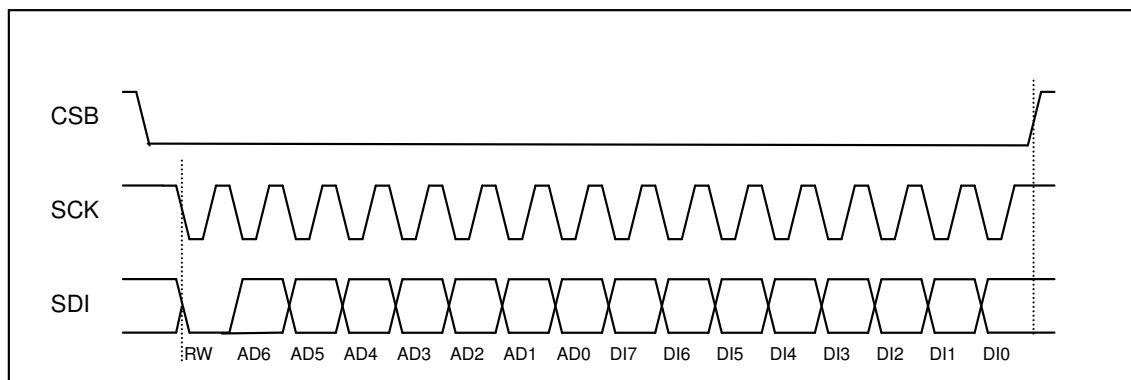 CSB
SCK
SDI
RW AD6 AD5 AD4 AD3 AD2 AD1 AD0 DI7 DI6 DI5 DI4 DI3 DI2 DI1 DI0